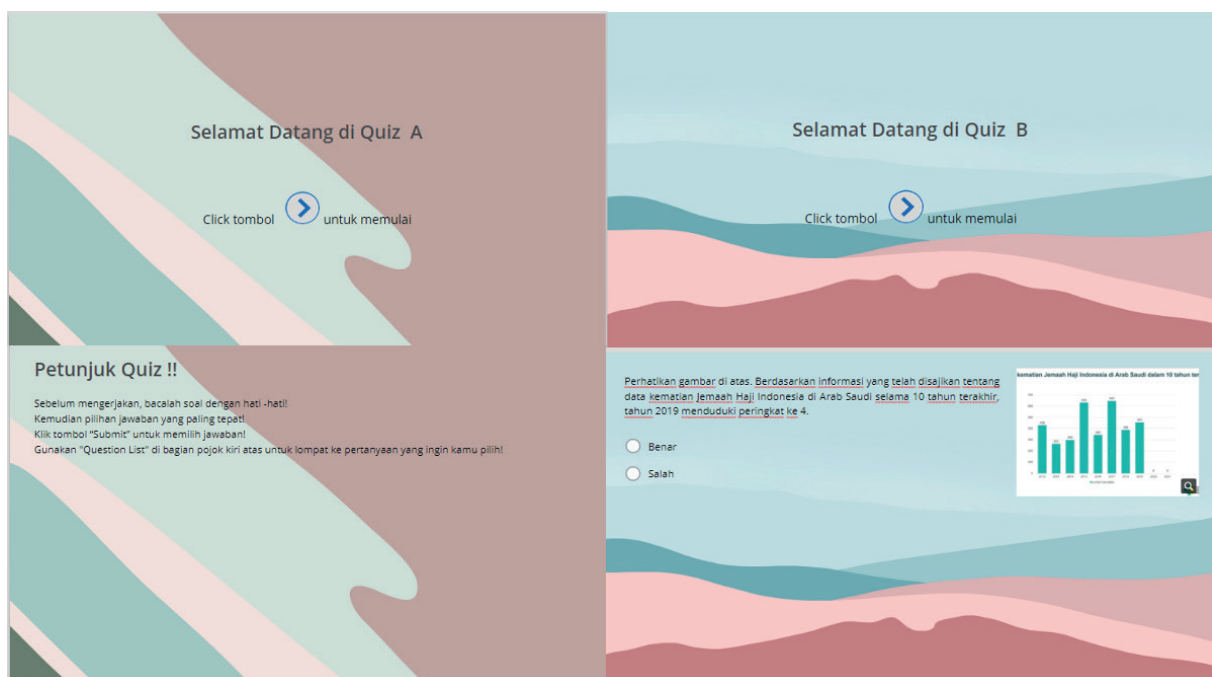 Selamat Datang di Quiz A
Click tombol untuk memulai
Selamat Datang di Quiz B
Click tombol untuk memulai
Petunjuk Quiz !!
Sebelum mengerjakan, bacalah soal dengan hati -hati!
Kemudian pilihan jawaban yang paling tepat!
Klik tombol "Submit" untuk memilih jawaban!
Gunakan "Question List" di bagian pojok kiri atas untuk lompat ke pertanyaan yang ingin kamu pilih!
Perhatikan gambar di atas. Berdasarkan informasi yang telah disajikan tentang
data kematian Jemaah Haji Indonesia di Arab Saudi selama 10 tahun terakhir,
tahun 2019 menduduki peringkat ke 4.
Benar
Salah
kematian Jemaah Haji Indonesia di Arab Saudi dalam 10 tahun ter